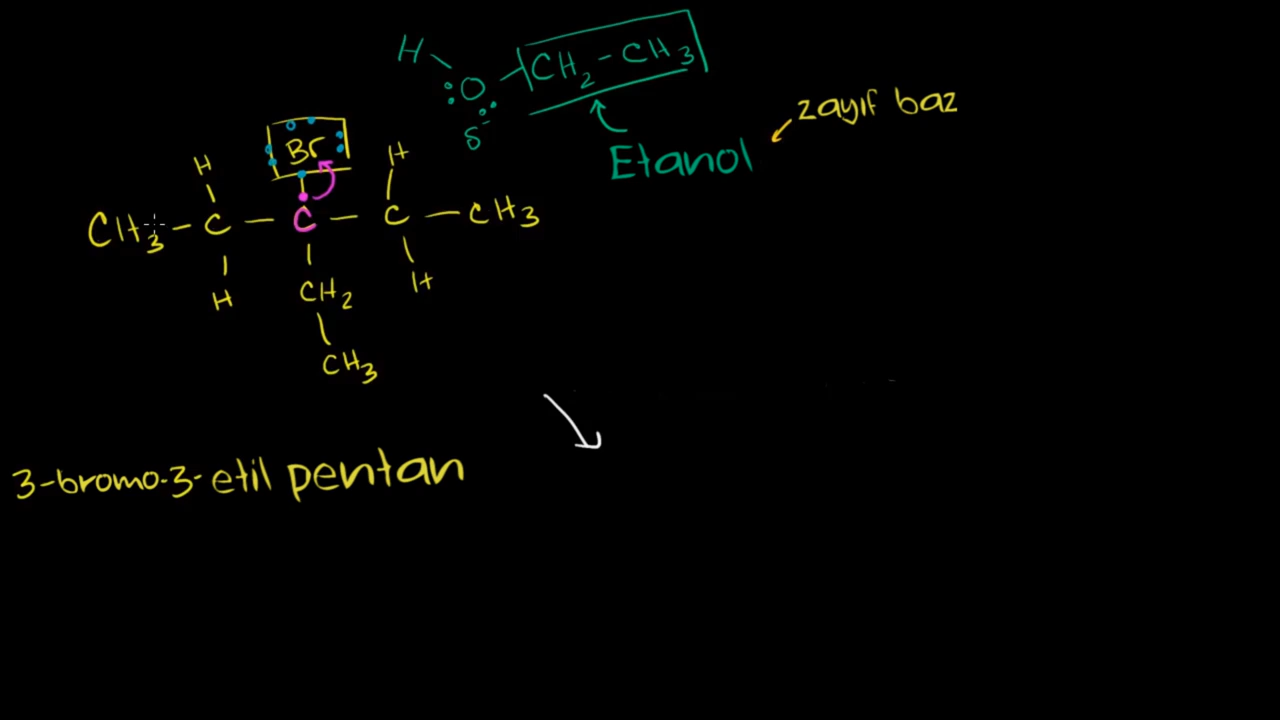 H
O – CH2 – CH3
δ-
Etanol
zayıf baz
Br
H H
CH3 – C – C – C – CH3
H CH2 H
CH3
3-bromo-3-etil pentan